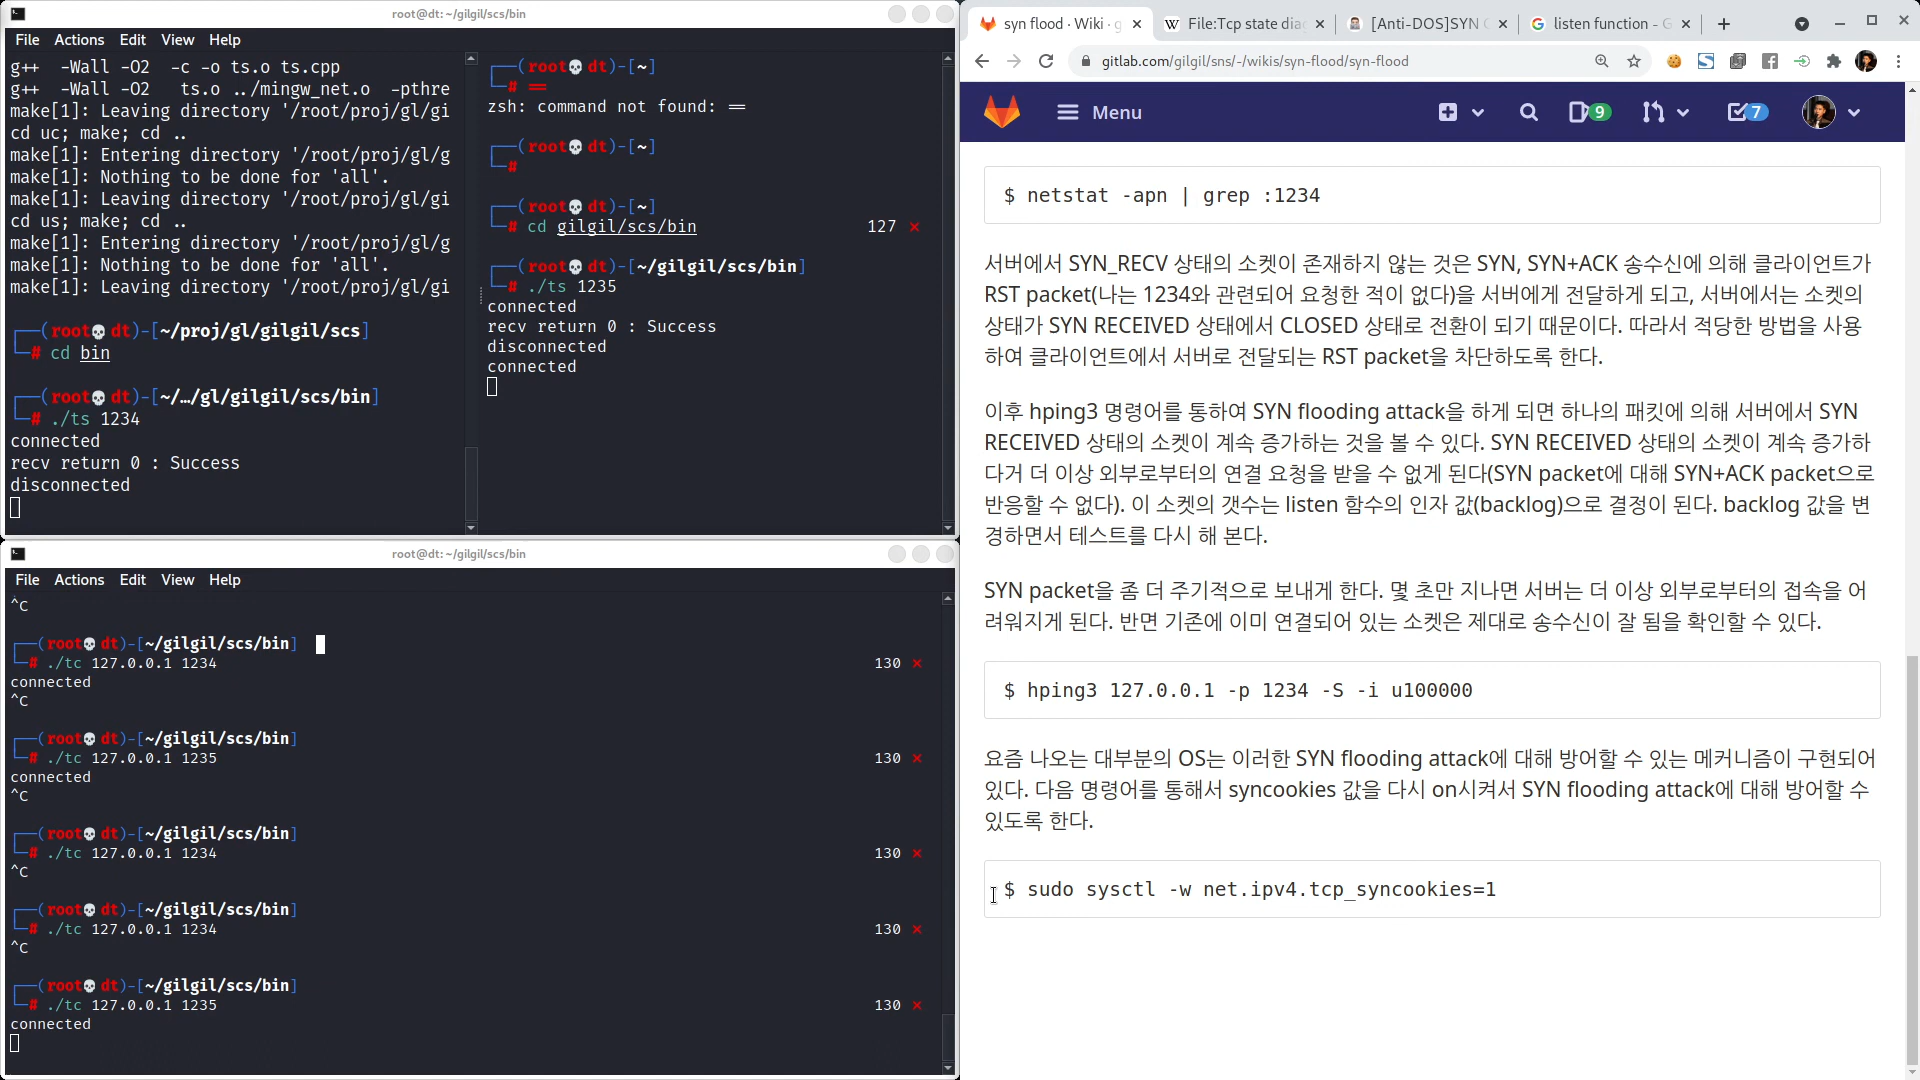 root@dt: ~/gilgil/scs/bin
File Actions Edit View Help
g++ -Wall -O2 -c -o ts.o ts.cpp
g++ -Wall -O2 ts.o ../mingw_net.o -pthre
make[1]: Leaving directory '/root/proj/gl/gi
cd uc; make; cd ..
make[1]: Entering directory '/root/proj/gl/g
make[1]: Nothing to be done for 'all'.
make[1]: Leaving directory '/root/proj/gl/gi
cd us; make; cd ..
make[1]: Entering directory '/root/proj/gl/g
make[1]: Nothing to be done for 'all'.
make[1]: Leaving directory '/root/proj/gl/gi
(root💀dt)-[~/proj/gl/gilgil/scs]
# cd bin
(root💀dt)-[~/…/gl/gilgil/scs/bin]
# ./ts 1234
connected
recv return 0 : Success
disconnected
(root💀dt)-[~]
# ==
zsh: command not found: ==
(root💀dt)-[~]
#
(root💀dt)-[~]
# cd gilgil/scs/bin 127 ×
(root💀dt)-[~/gilgil/scs/bin]
# ./ts 1235
connected
recv return 0 : Success
disconnected
connected
root@dt: ~/gilgil/scs/bin
File Actions Edit View Help
^C
(root💀dt)-[~/gilgil/scs/bin]
# ./tc 127.0.0.1 1234 130 ×
connected
^C
(root💀dt)-[~/gilgil/scs/bin]
# ./tc 127.0.0.1 1235 130 ×
connected
^C
(root💀dt)-[~/gilgil/scs/bin]
# ./tc 127.0.0.1 1234 130 ×
^C
(root💀dt)-[~/gilgil/scs/bin]
# ./tc 127.0.0.1 1234 130 ×
^C
(root💀dt)-[~/gilgil/scs/bin]
# ./tc 127.0.0.1 1235 130 ×
connected
syn flood · Wiki · g
File:Tcp state dia
[Anti-DOS]SYN
listen function - G
gitlab.com/gilgil/sns/-/wikis/syn-flood/syn-flood
Menu 9 7
$ netstat -apn | grep :1234
서버에서 SYN_RECV 상태의 소켓이 존재하지 않는 것은 SYN, SYN+ACK 송수신에 의해 클라이언트가
RST packet(나는 1234와 관련되어 요청한 적이 없다)을 서버에게 전달하게 되고, 서버에서는 소켓의
상태가 SYN RECEIVED 상태에서 CLOSED 상태로 전환이 되기 때문이다. 따라서 적당한 방법을 사용
하여 클라이언트에서 서버로 전달되는 RST packet을 차단하도록 한다.
이후 hping3 명령어를 통하여 SYN flooding attack을 하게 되면 하나의 패킷에 의해 서버에서 SYN
RECEIVED 상태의 소켓이 계속 증가하는 것을 볼 수 있다. SYN RECEIVED 상태의 소켓이 계속 증가하
다거 더 이상 외부로부터의 연결 요청을 받을 수 없게 된다(SYN packet에 대해 SYN+ACK packet으로
반응할 수 없다). 이 소켓의 갯수는 listen 함수의 인자 값(backlog)으로 결정이 된다. backlog 값을 변
경하면서 테스트를 다시 해 본다.
SYN packet을 좀 더 주기적으로 보내게 한다. 몇 초만 지나면 서버는 더 이상 외부로부터의 접속을 어
려워지게 된다. 반면 기존에 이미 연결되어 있는 소켓은 제대로 송수신이 잘 됨을 확인할 수 있다.
$ hping3 127.0.0.1 -p 1234 -S -i u100000
요즘 나오는 대부분의 OS는 이러한 SYN flooding attack에 대해 방어할 수 있는 메커니즘이 구현되어
있다. 다음 명령어를 통해서 syncookies 값을 다시 on시켜서 SYN flooding attack에 대해 방어할 수
있도록 한다.
$ sudo sysctl -w net.ipv4.tcp_syncookies=1